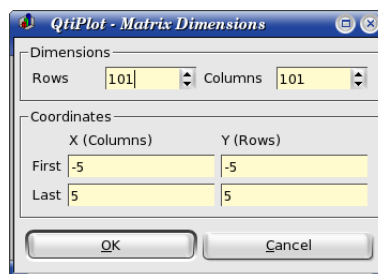 QtiPlot - Matrix Dimensions
Dimensions
Rows 101 Columns 101
Coordinates
X (Columns) Y (Rows)
First -5 -5
Last 5 5
OK Cancel